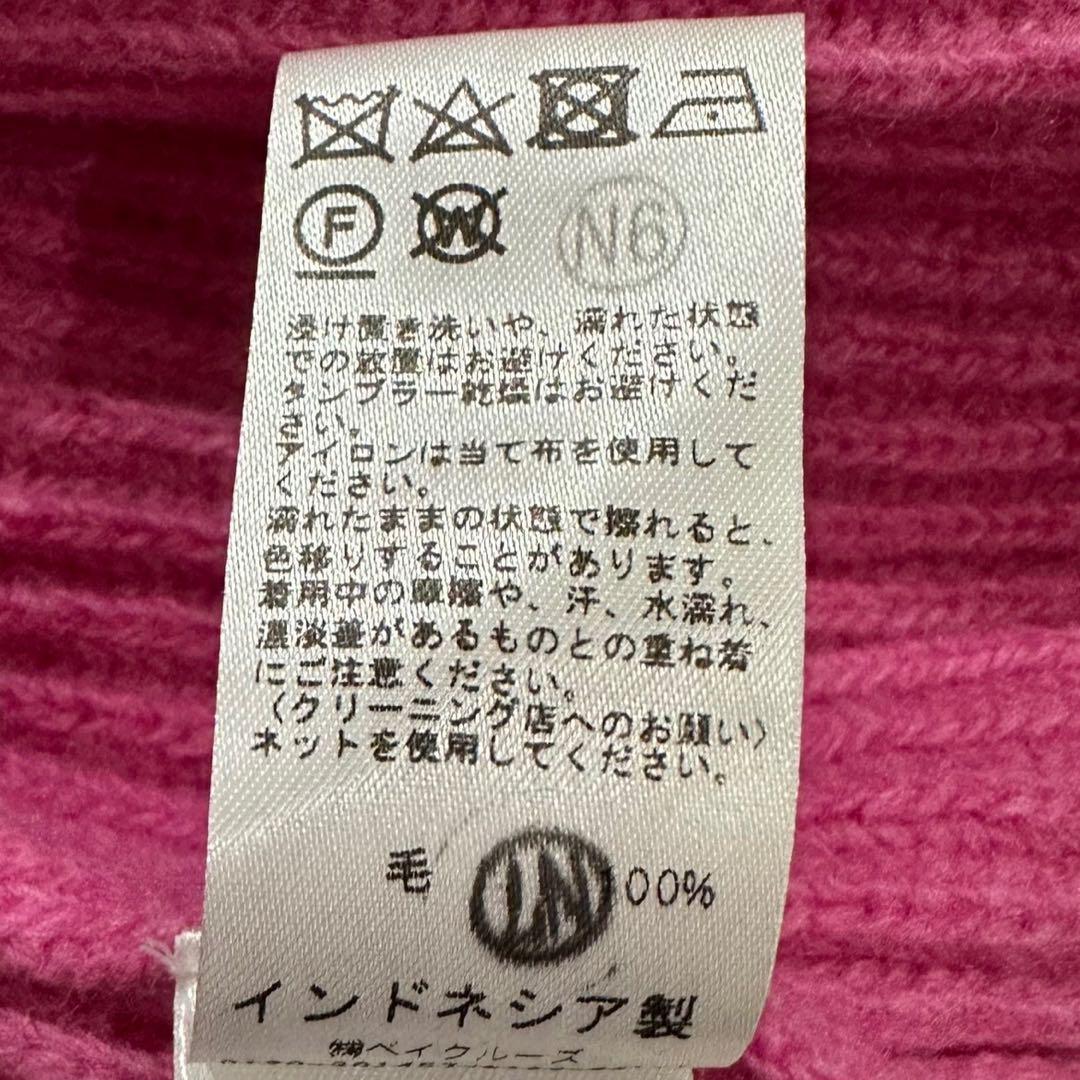 F W N6
浸け置き洗いや、濡れた状態
での放置はお避けください。
タンブラー乾燥はお避けくだ
さい。
アイロンは当て布を使用して
ください。
濡れたままの状態で擦れると、
色移りすることがあります。
着用中の摩擦や、汗、水濡れ、
濃淡差があるものとの重ね着
にご注意ください。
〈クリーニング店へのお願い〉
ネットを使用してください。
毛 100%
インドネシア製
㈱ベイクルーズ